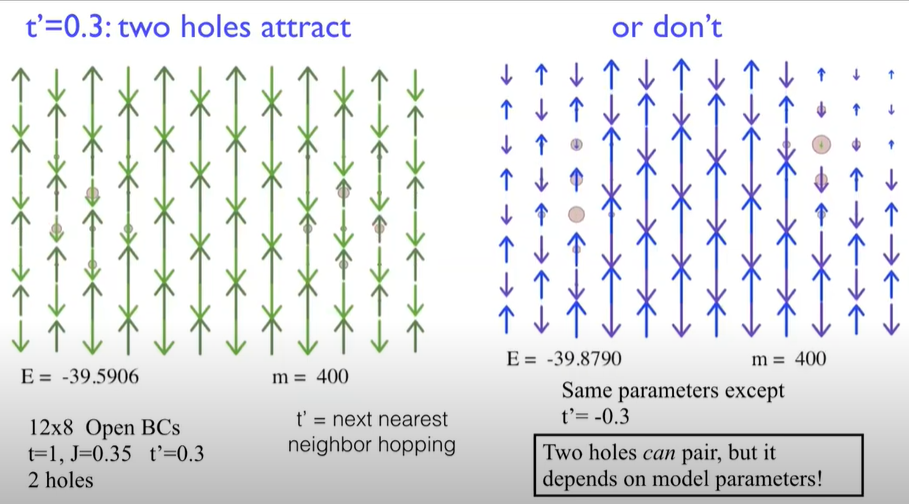 t'=0.3: two holes attract
or don't
E = -39.5906
m = 400
12x8 Open BCs
t=1, J=0.35 t'=0.3
2 holes
t' = next nearest
neighbor hopping
E = -39.8790
m = 400
Same parameters except
t'= -0.3
Two holes can pair, but it
depends on model parameters!